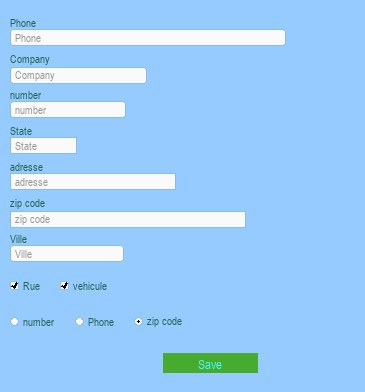 Phone
Phone
Company
Company
number
number
State
State
adresse
adresse
zip code
zip code
Ville
Ville
Rue vehicule
number Phone zip code
Save